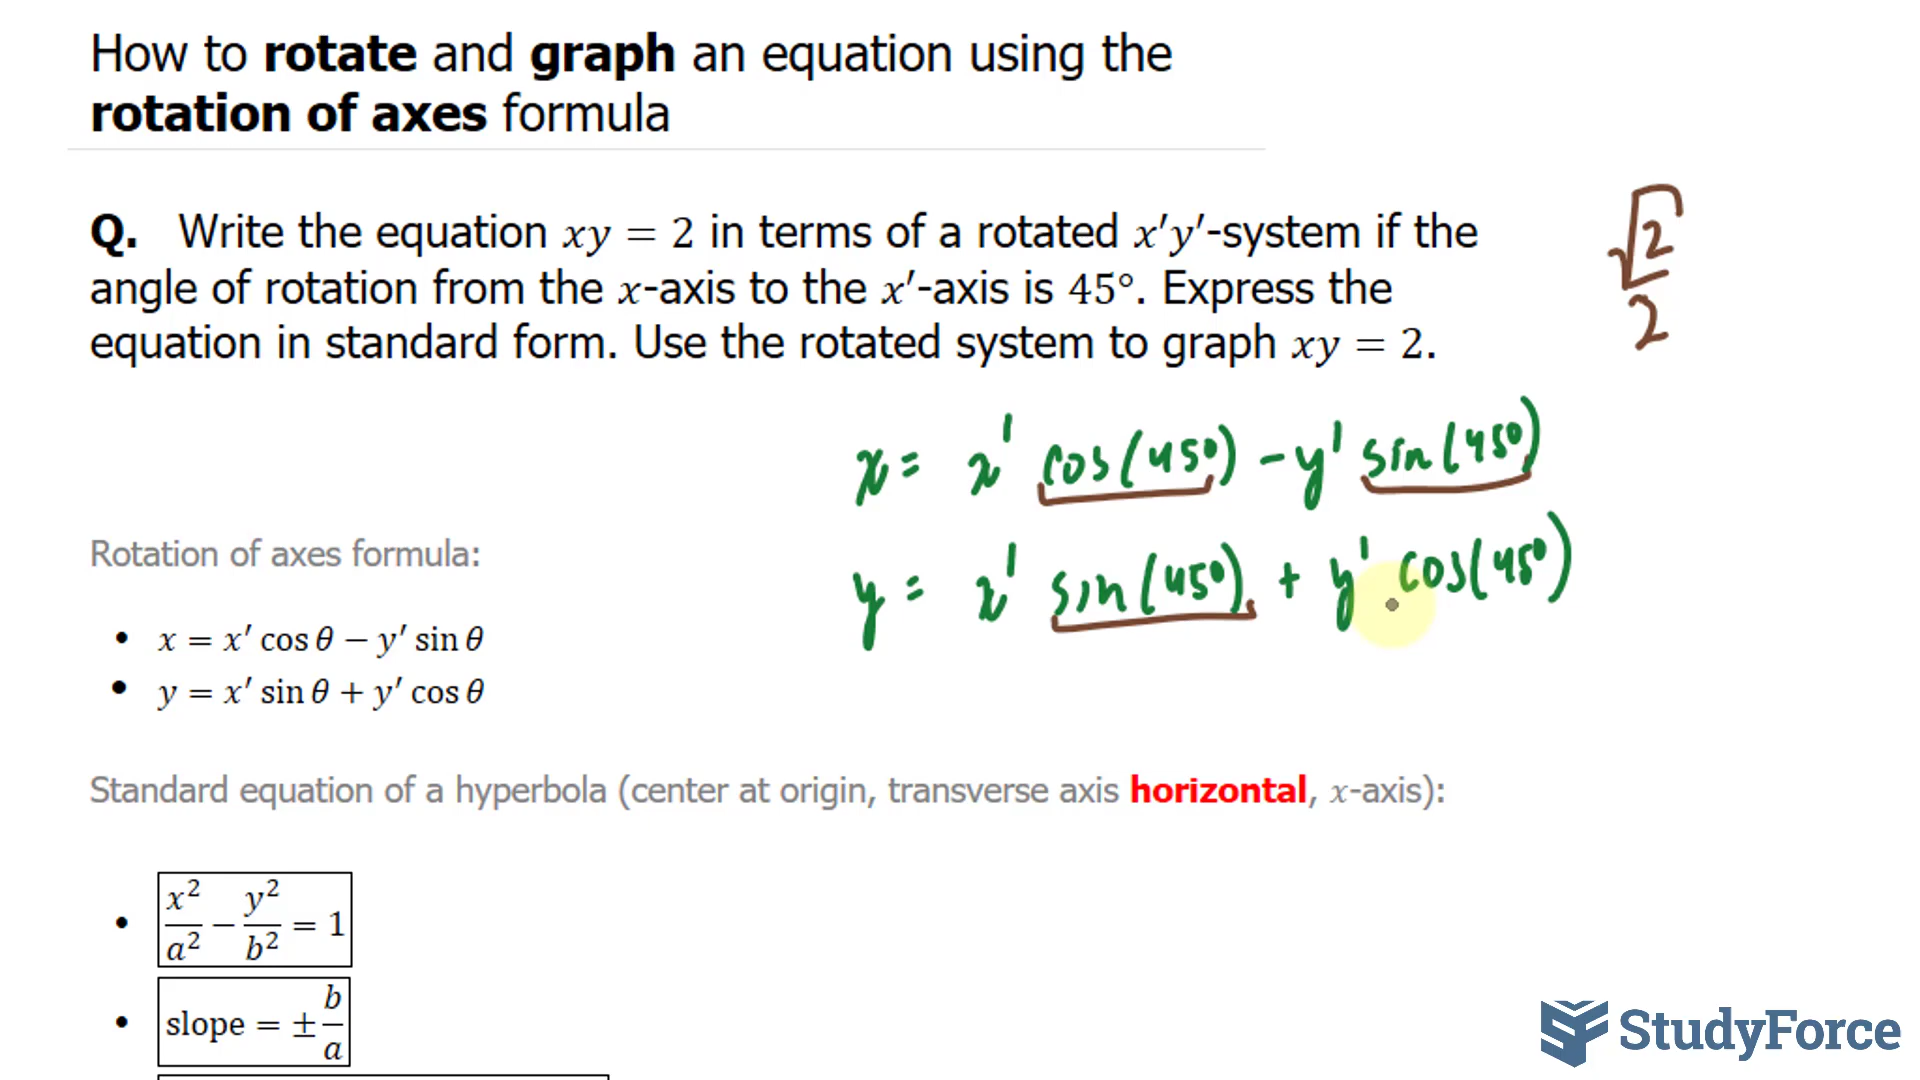 How to rotate and graph an equation using the
rotation of axes formula
Q. Write the equation xy = 2 in terms of a rotated x′y′-system if the
angle of rotation from the x-axis to the x′-axis is 45°. Express the
equation in standard form. Use the rotated system to graph xy = 2.
√2
2
x = x' cos(45°) - y' sin(45°)
y = x' sin(45°) + y' cos(45°)
Rotation of axes formula:
• x = x′ cos θ − y′ sin θ
• y = x′ sin θ + y′ cos θ
Standard equation of a hyperbola (center at origin, transverse axis horizontal, x-axis):
• x²/a² − y²/b² = 1
• slope = ± b/a
StudyForce